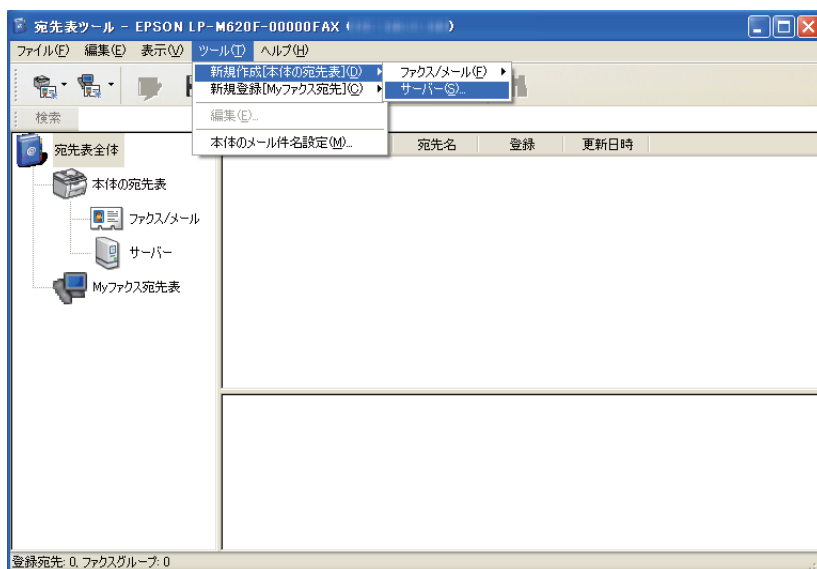 宛先表ツール - EPSON LP-M620F-00000FAX (
ファイル(F) 編集(E) 表示(V) ツール(T) ヘルプ(H)
新規作成[本体の宛先表](D)
新規登録[Myファクス宛先](C)
編集(E)...
本体のメール件名設定(M)...
ファクス/メール(F)
サーバー(S)...
検索
宛先名 登録 更新日時
宛先表全体
本体の宛先表
ファクス/メール
サーバー
Myファクス宛先表
登録宛先: 0, ファクスグループ: 0